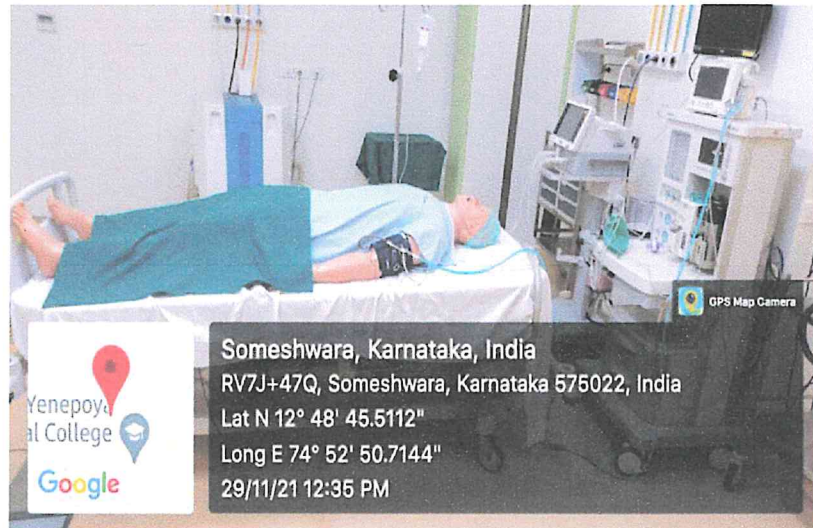 GPS Map Camera
Someshwara, Karnataka, India
RV7J+47Q, Someshwara, Karnataka 575022, India
Lat N 12° 48' 45.5112"
Long E 74° 52' 50.7144"
29/11/21 12:35 PM
Yenepoya
al College
Google